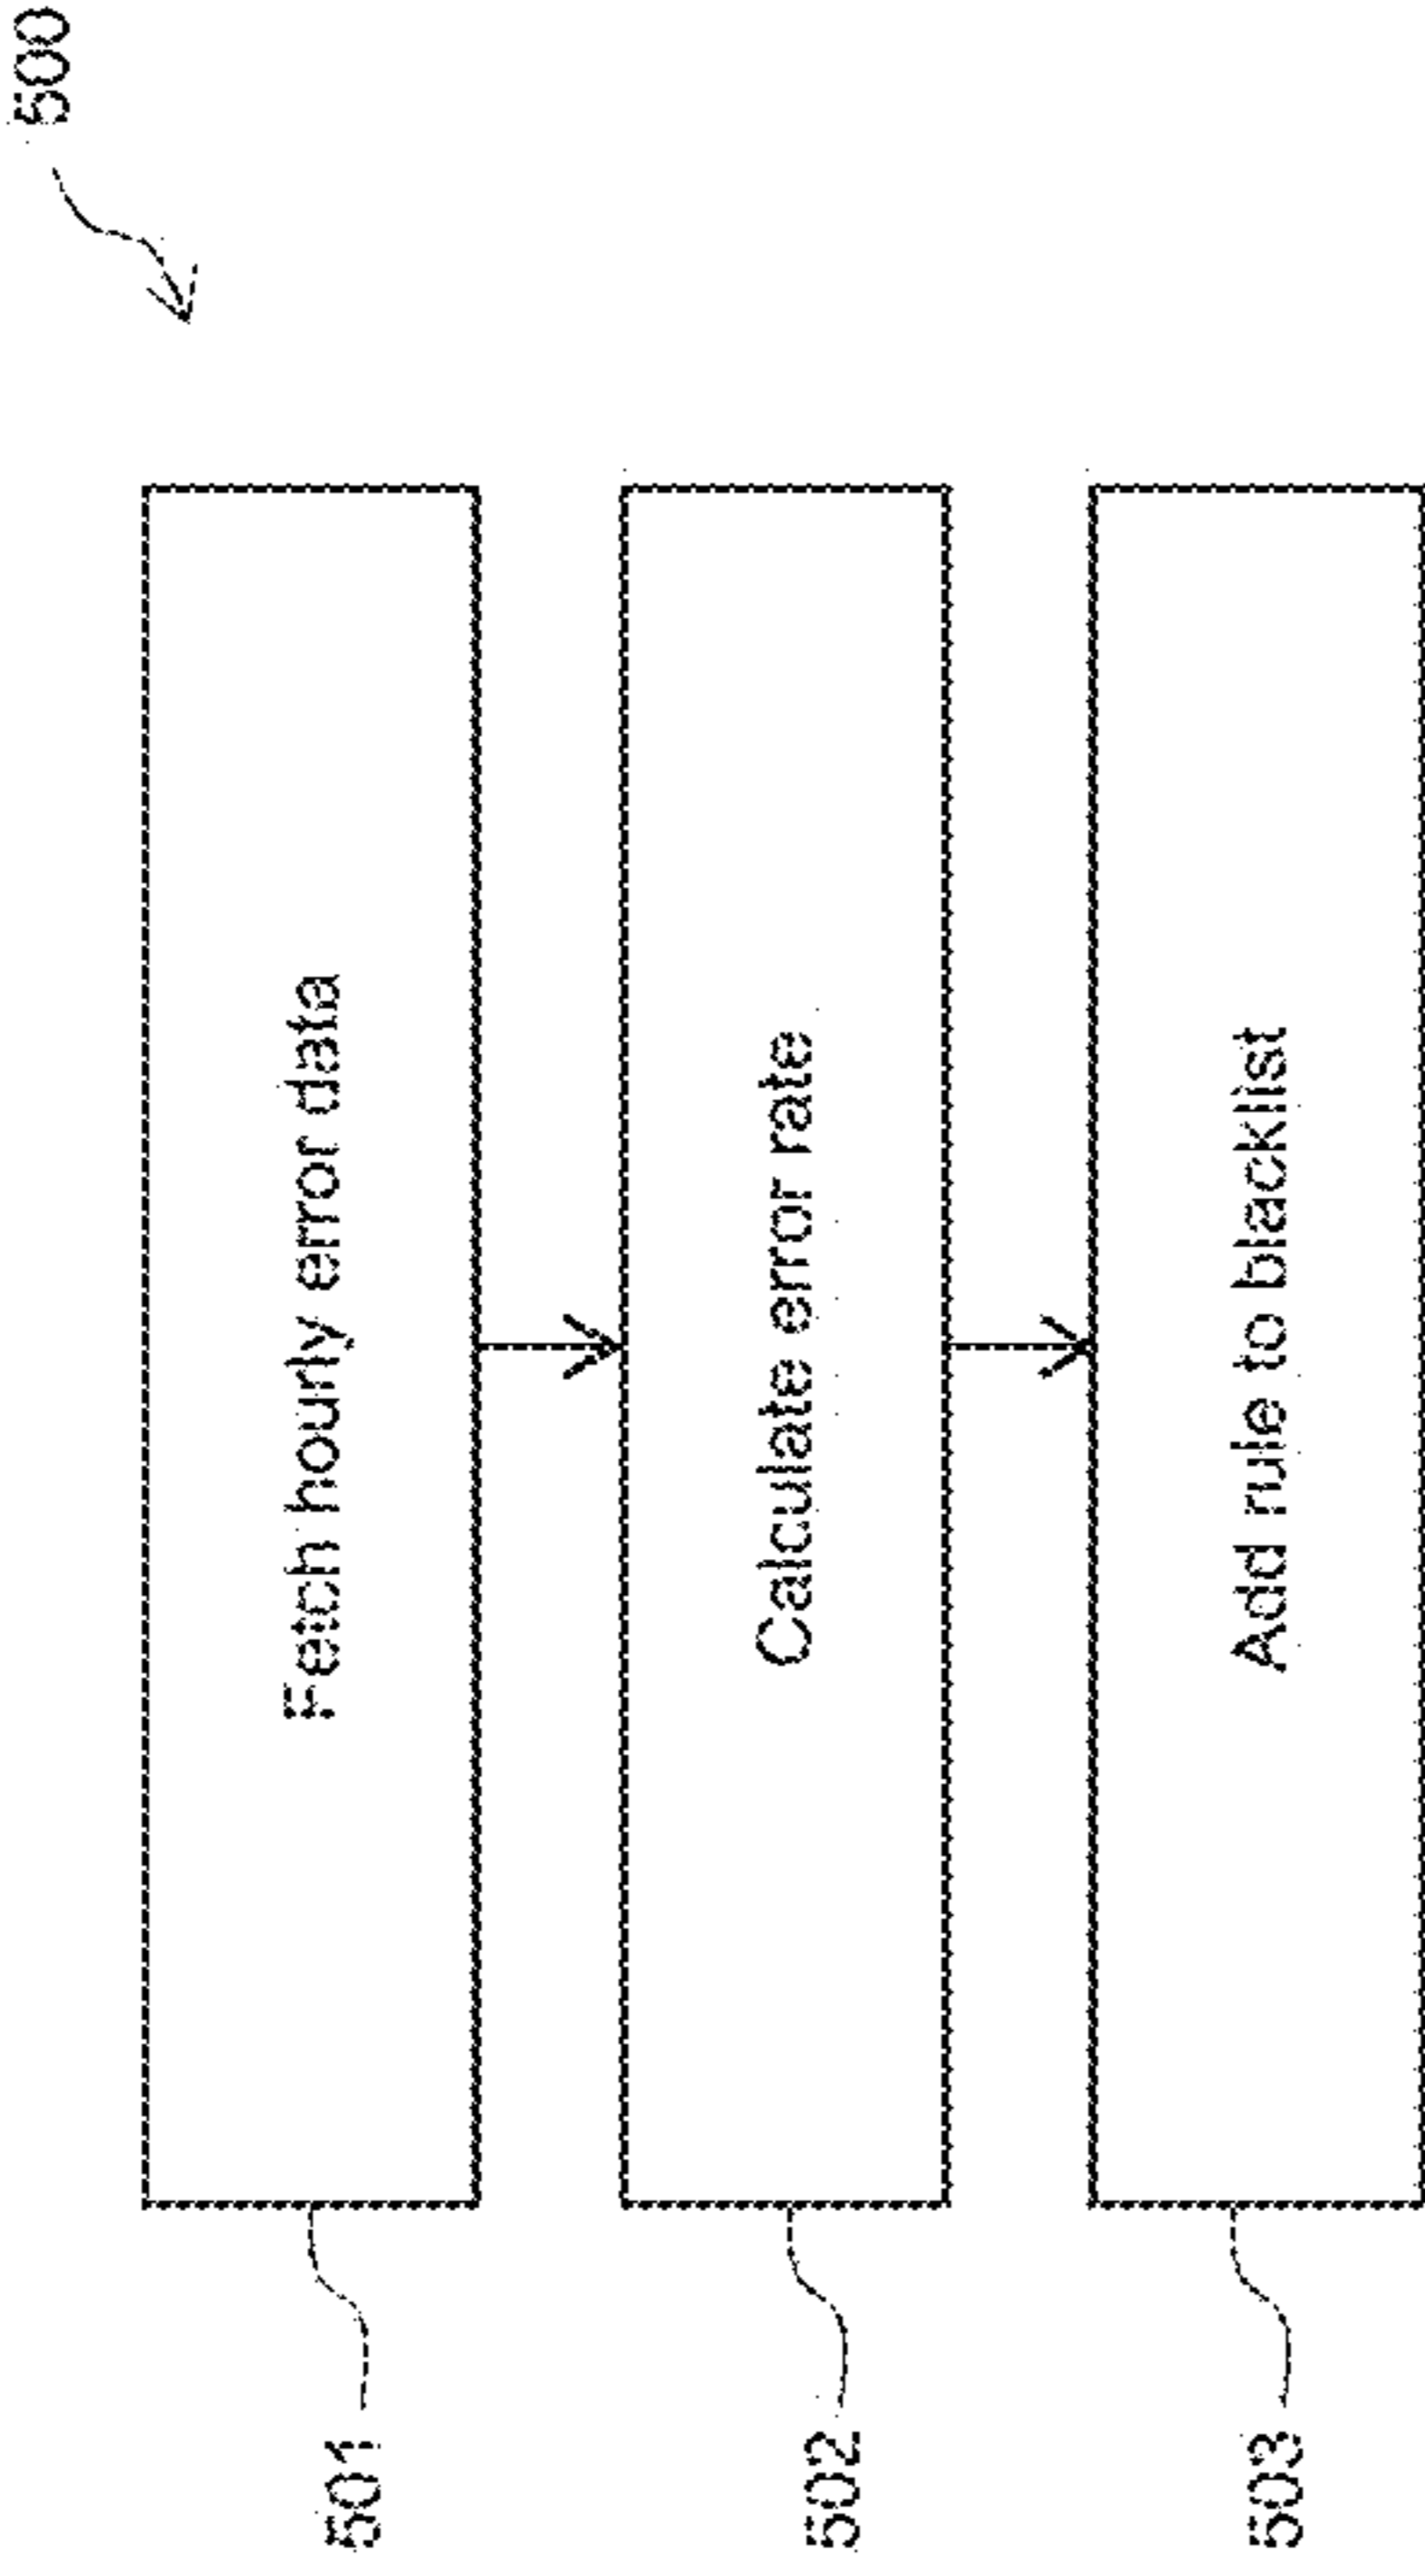 500
501
Fetch hourly error data
502
Calculate error rate
503
Add rule to blacklist